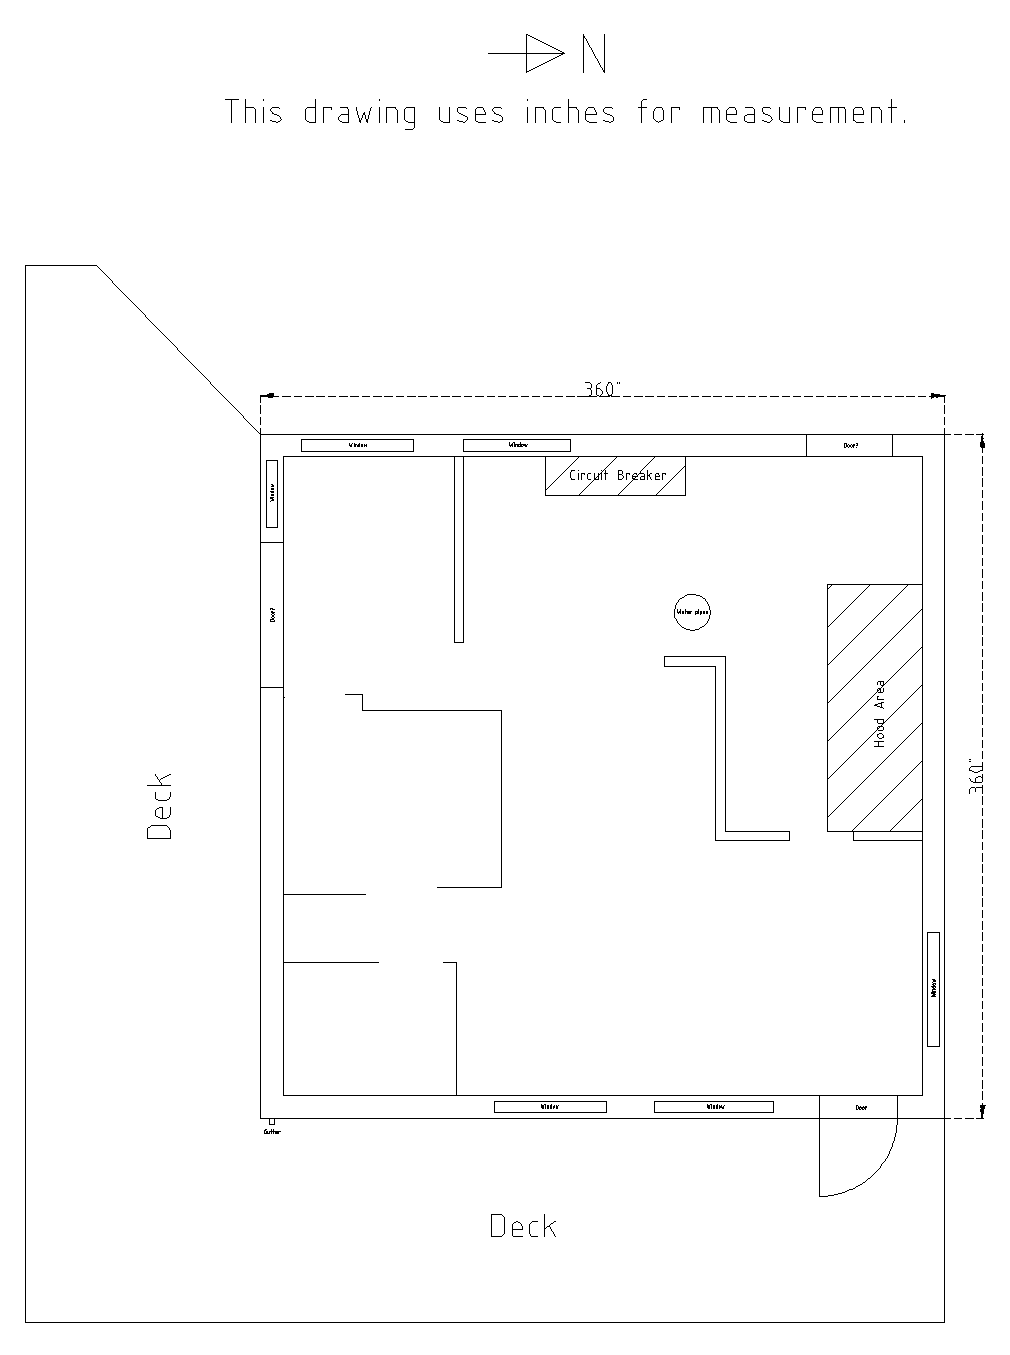 N
This drawing uses inches for measurement.
360"
Window
Window
Door?
Window
Circuit Breaker
Door?
Water pipes
Hood Area
360"
Deck
Window
Window
Window
Door
Gutter
Deck